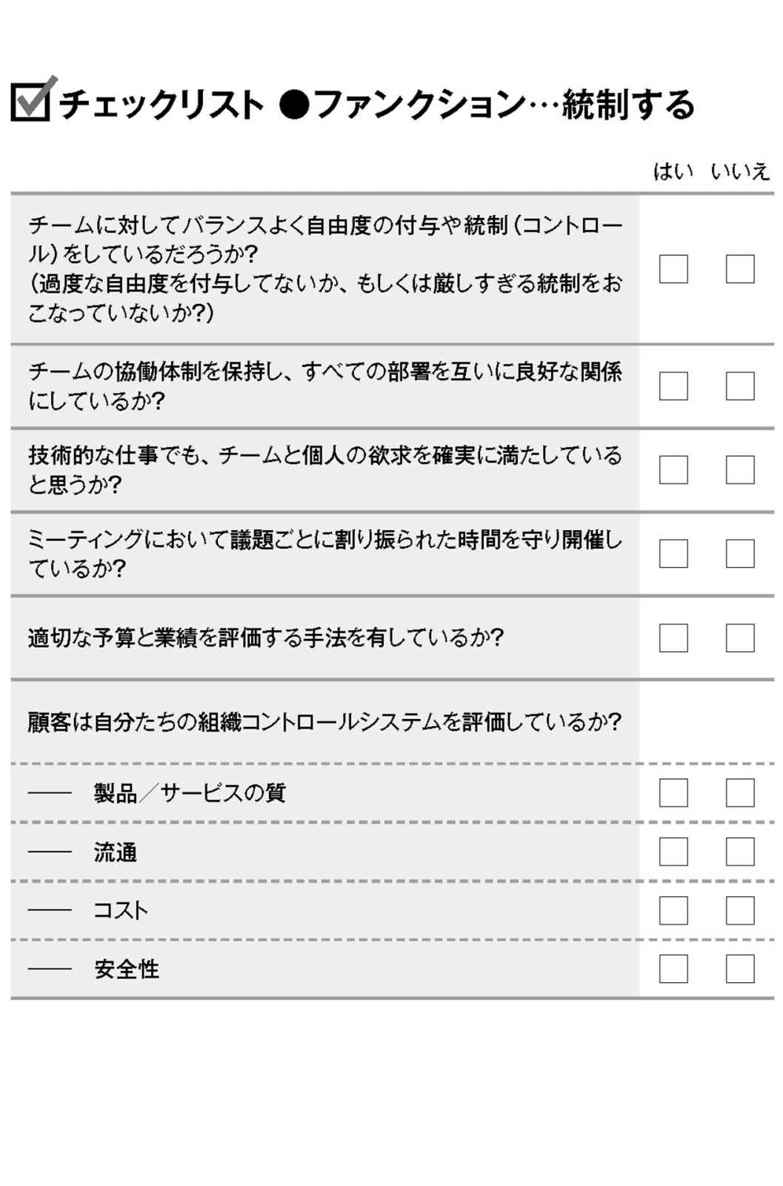 チェックリスト ●ファンクション…統制する
はい いいえ
チームに対してバランスよく自由度の付与や統制（コントロー
ル）をしているだろうか？
（過度な自由度を付与してないか、もしくは厳しすぎる統制をお
こなっていないか？）
チームの協働体制を保持し、すべての部署を互いに良好な関係
にしているか？
技術的な仕事でも、チームと個人の欲求を確実に満たしている
と思うか？
ミーティングにおいて議題ごとに割り振られた時間を守り開催し
ているか？
適切な予算と業績を評価する手法を有しているか？
顧客は自分たちの組織コントロールシステムを評価しているか？
── 製品／サービスの質
── 流通
── コスト
── 安全性